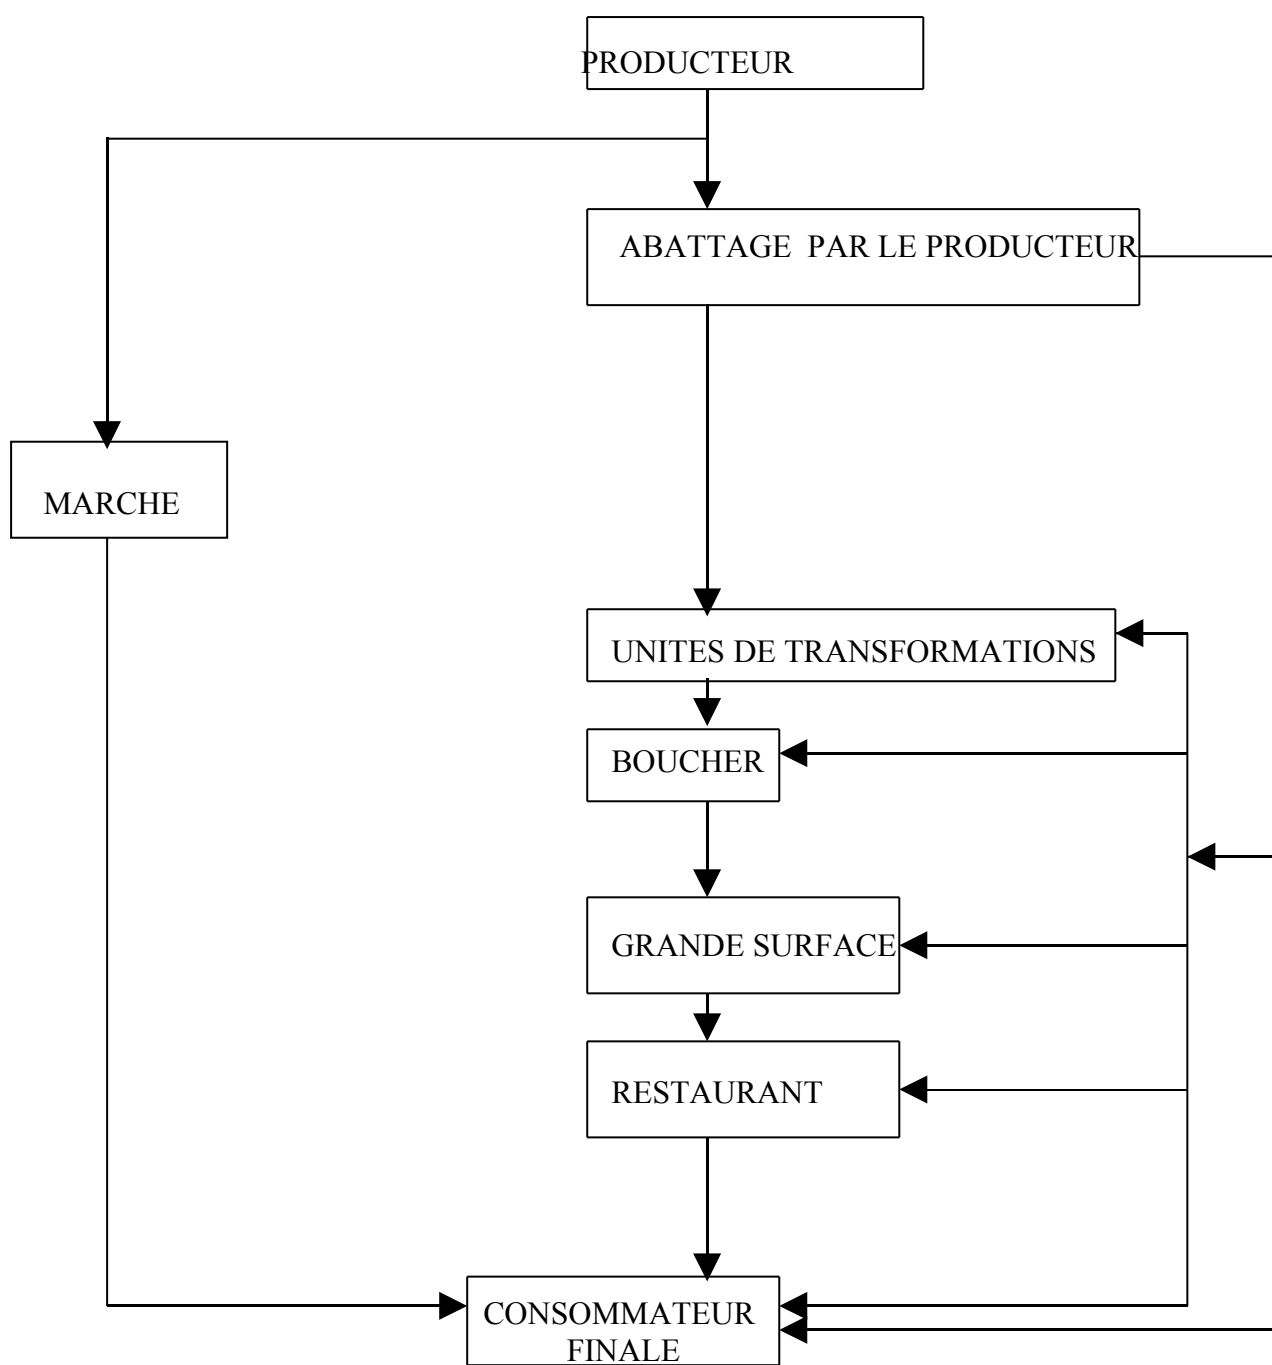 PRODUCTEUR
ABATTAGE  PAR LE PRODUCTEUR
MARCHE
UNITES DE TRANSFORMATIONS
BOUCHER
GRANDE SURFACE
RESTAURANT
CONSOMMATEUR
FINALE